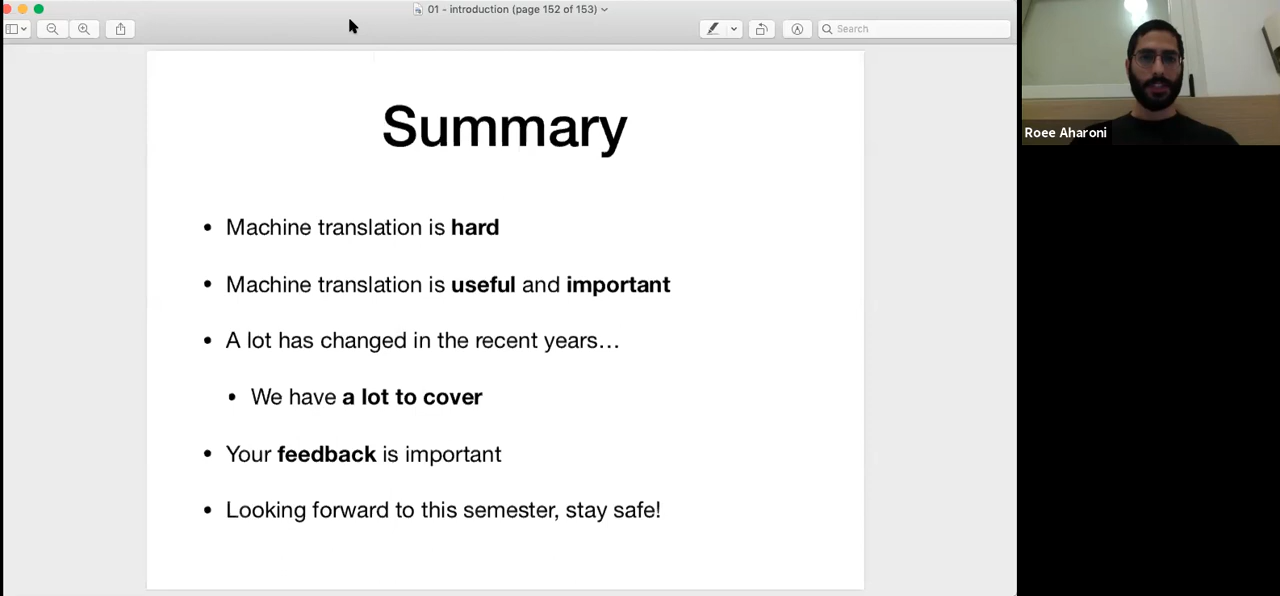 01 - introduction (page 152 of 153)
Search
Summary
• Machine translation is hard
• Machine translation is useful and important
• A lot has changed in the recent years…
• We have a lot to cover
• Your feedback is important
• Looking forward to this semester, stay safe!
Roee Aharoni